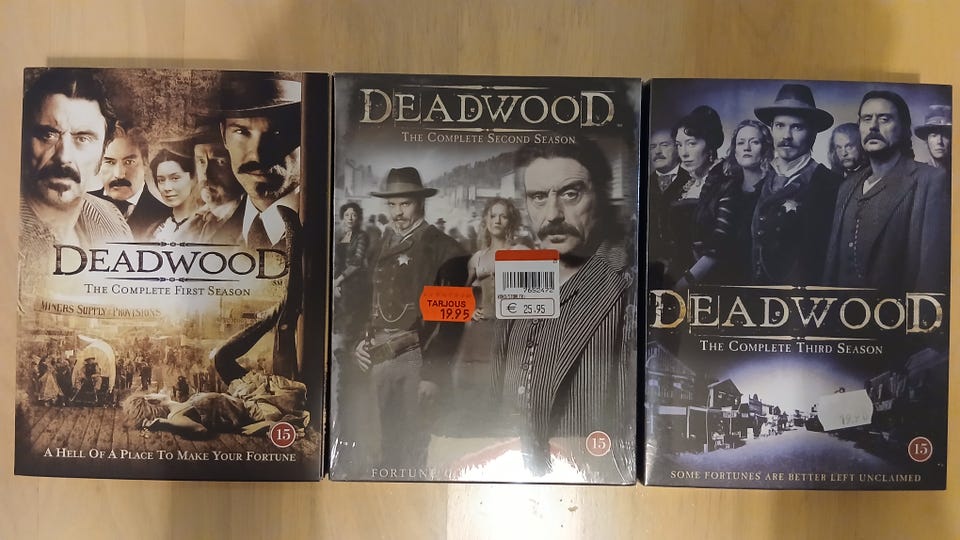 DEADWOOD
THE COMPLETE FIRST SEASON
MINERS SUPPLY & PROVISIONS
15
A HELL OF A PLACE TO MAKE YOUR FORTUNE
DEADWOOD
THE COMPLETE SECOND SEASON
TARJOUS
19.95
7652472
€ 25.95
15
FORTUNE
DEADWOOD
THE COMPLETE THIRD SEASON
15
SOME FORTUNES ARE BETTER LEFT UNCLAIMED